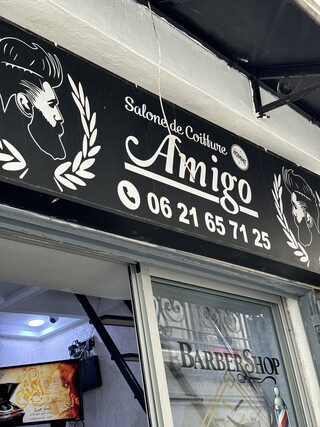 Salone de Coiffure
Amigo
06 21 65 71 25
BARBERSHOP